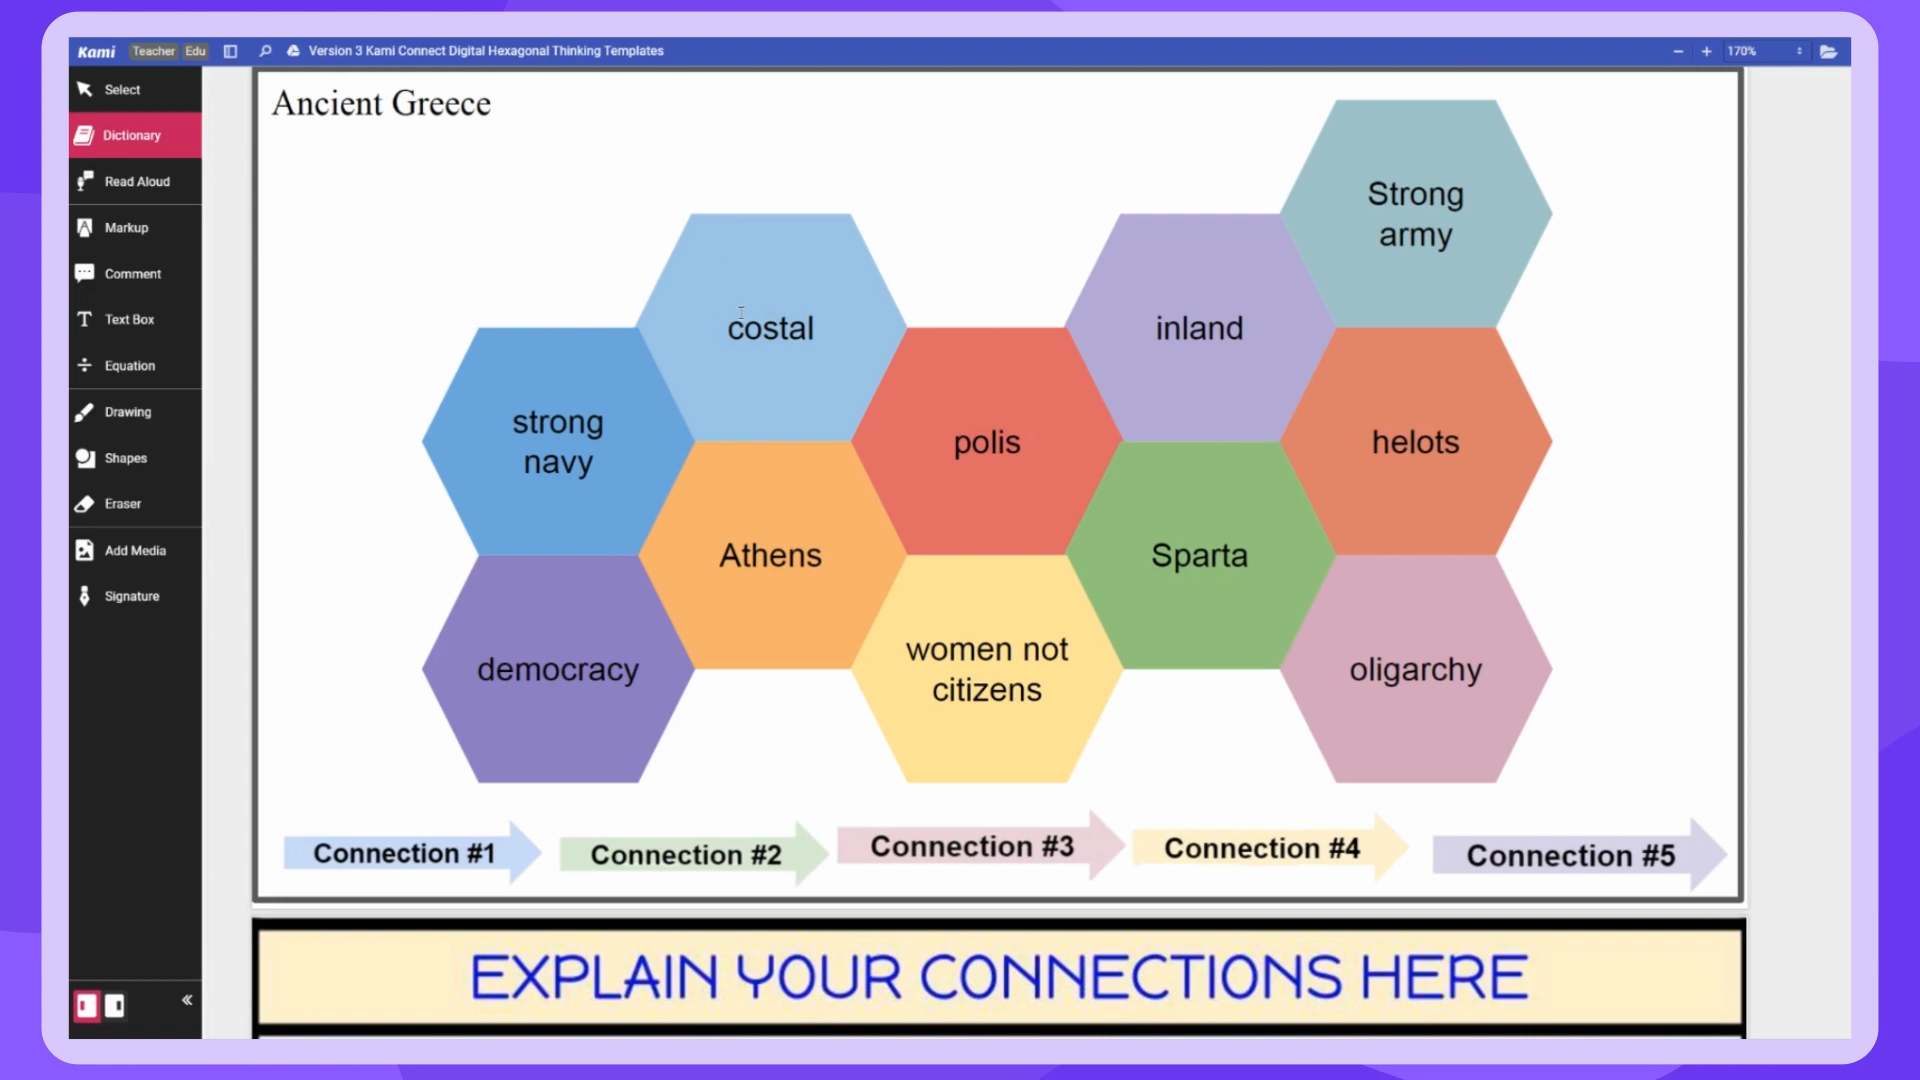 Kami Teacher Edu Version 3 Kami Connect Digital Hexagonal Thinking Templates − + 170%
Select
Dictionary
Read Aloud
Markup
Comment
Text Box
Equation
Drawing
Shapes
Eraser
Add Media
Signature
Ancient Greece
Strong
army
costal
inland
strong
navy
polis
helots
Athens
Sparta
democracy
women not
citizens
oligarchy
Connection #1
Connection #2
Connection #3
Connection #4
Connection #5
EXPLAIN YOUR CONNECTIONS HERE